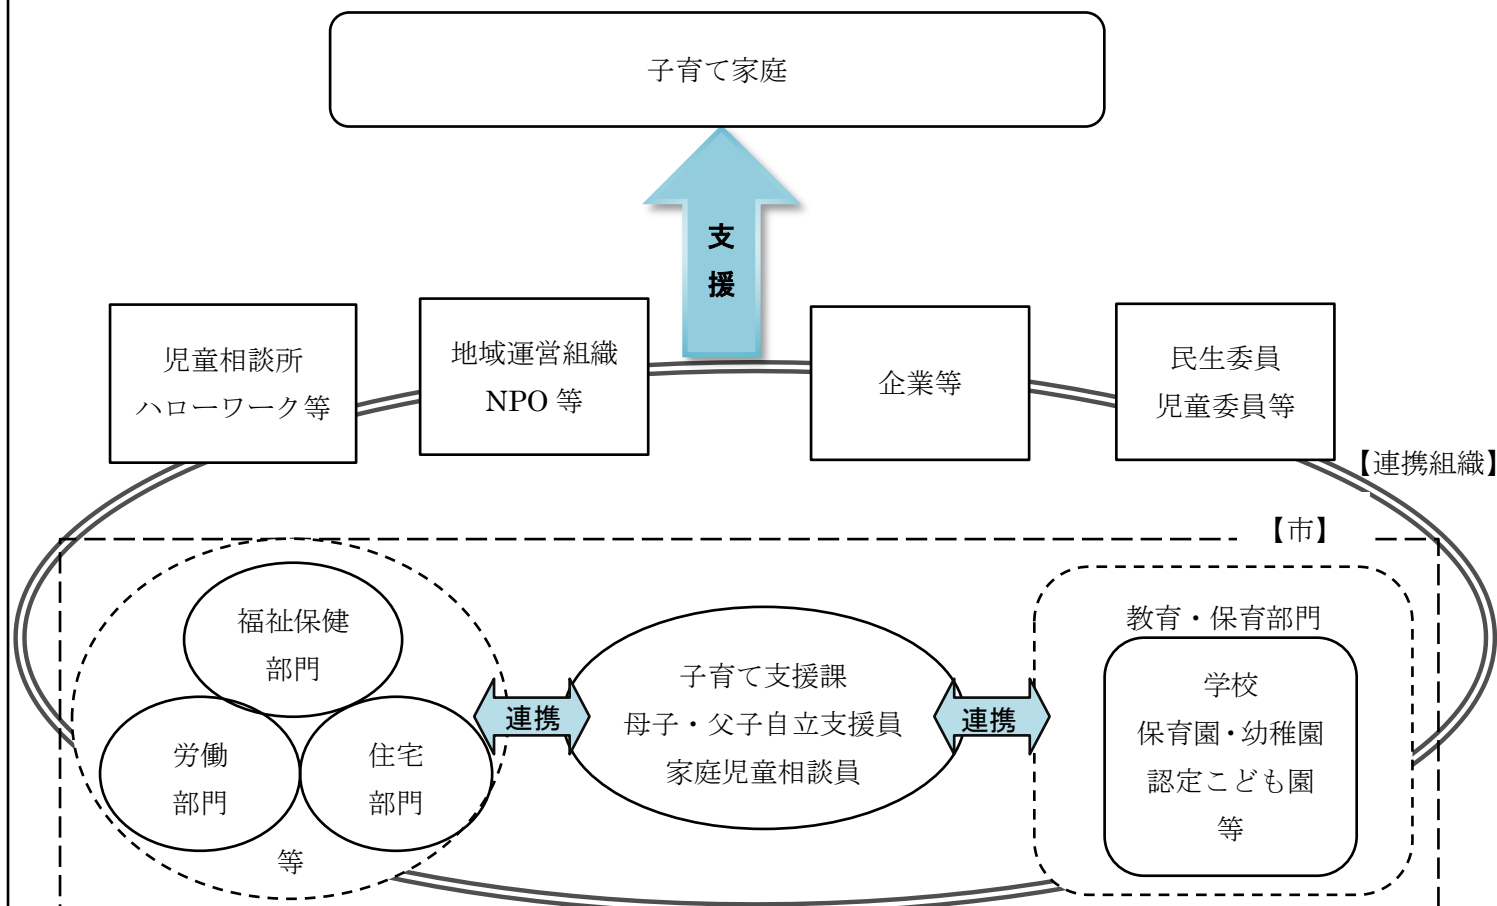 子育て家庭
支
援
児童相談所
ハローワーク等
地域運営組織
NPO 等
企業等
民生委員
児童委員等
【連携組織】
【市】
福祉保健
部門
労働
部門
住宅
部門
等
連携
子育て支援課
母子・父子自立支援員
家庭児童相談員
連携
教育・保育部門
学校
保育園・幼稚園
認定こども園
等